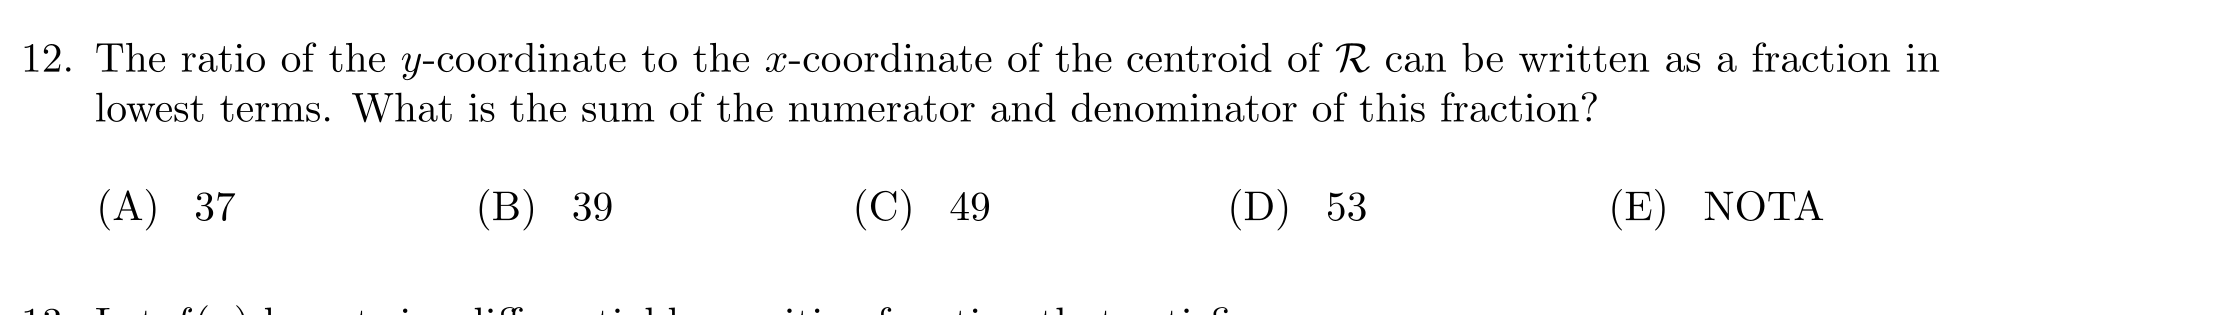 12. The ratio of the y-coordinate to the x-coordinate of the centroid of ℛ can be written as a fraction in
lowest terms. What is the sum of the numerator and denominator of this fraction?
(A) 37 (B) 39 (C) 49 (D) 53 (E) NOTA